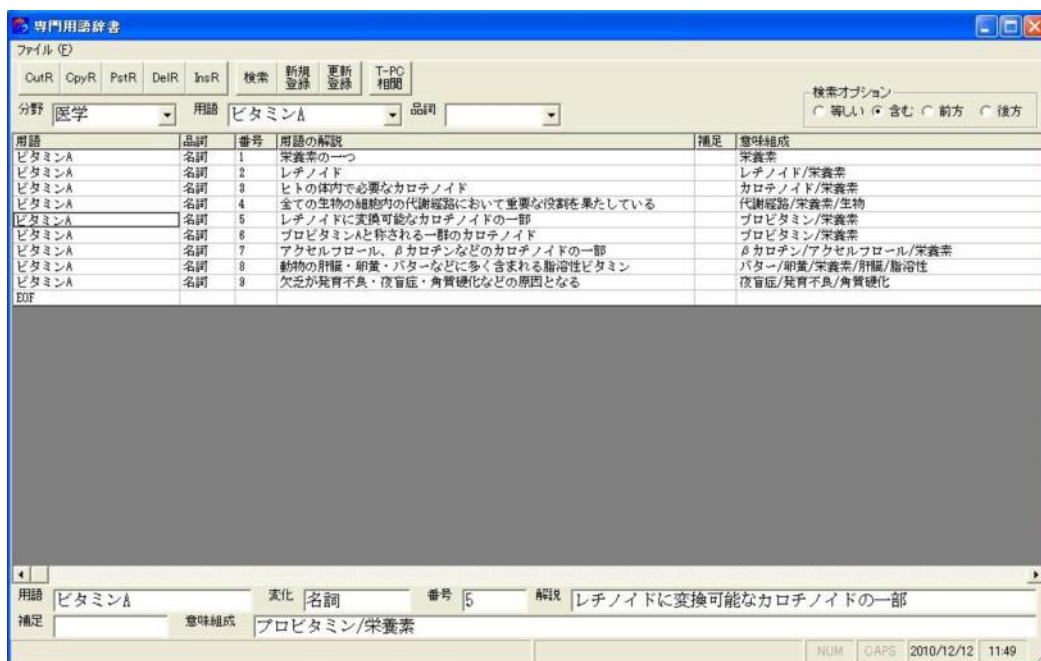 専門用語辞書
ファイル (F)
CutR CpyR PstR DelR InsR 検索 新規登録 更新登録 T-PC相関
検索オプション
分野 医学 用語 ビタミンA 品詞 等しい 含む 前方 後方
用語 品詞 番号 用語の解説 補足 意味組成
ビタミンA 名詞 1 栄養素の一つ 栄養素
ビタミンA 名詞 2 レチノイド レチノイド/栄養素
ビタミンA 名詞 3 ヒトの体内で必要なカロテノイド カロテノイド/栄養素
ビタミンA 名詞 4 全ての生物の細胞内の代謝経路において重要な役割を果たしている 代謝経路/栄養素/生物
ビタミンA 名詞 5 レチノイドに変換可能なカロチノイドの一部 プロビタミン/栄養素
ビタミンA 名詞 6 プロビタミンAと称される一群のカロテノイド プロビタミン/栄養素
ビタミンA 名詞 7 アクセルフロール、βカロチンなどのカロチノイドの一部 βカロチン/アクセルフロール/栄養素
ビタミンA 名詞 8 動物の肝臓・卵黄・バターなどに多く含まれる脂溶性ビタミン バター/卵黄/栄養素/肝臓/脂溶性
ビタミンA 名詞 9 欠乏が発育不良・夜盲症・角質硬化などの原因となる 夜盲症/発育不良/角質硬化
EOF
用語 ビタミンA 変化 名詞 番号 5 解説 レチノイドに変換可能なカロチノイドの一部
補足 意味組成 プロビタミン/栄養素
NUM CAPS 2010/12/12 11:49